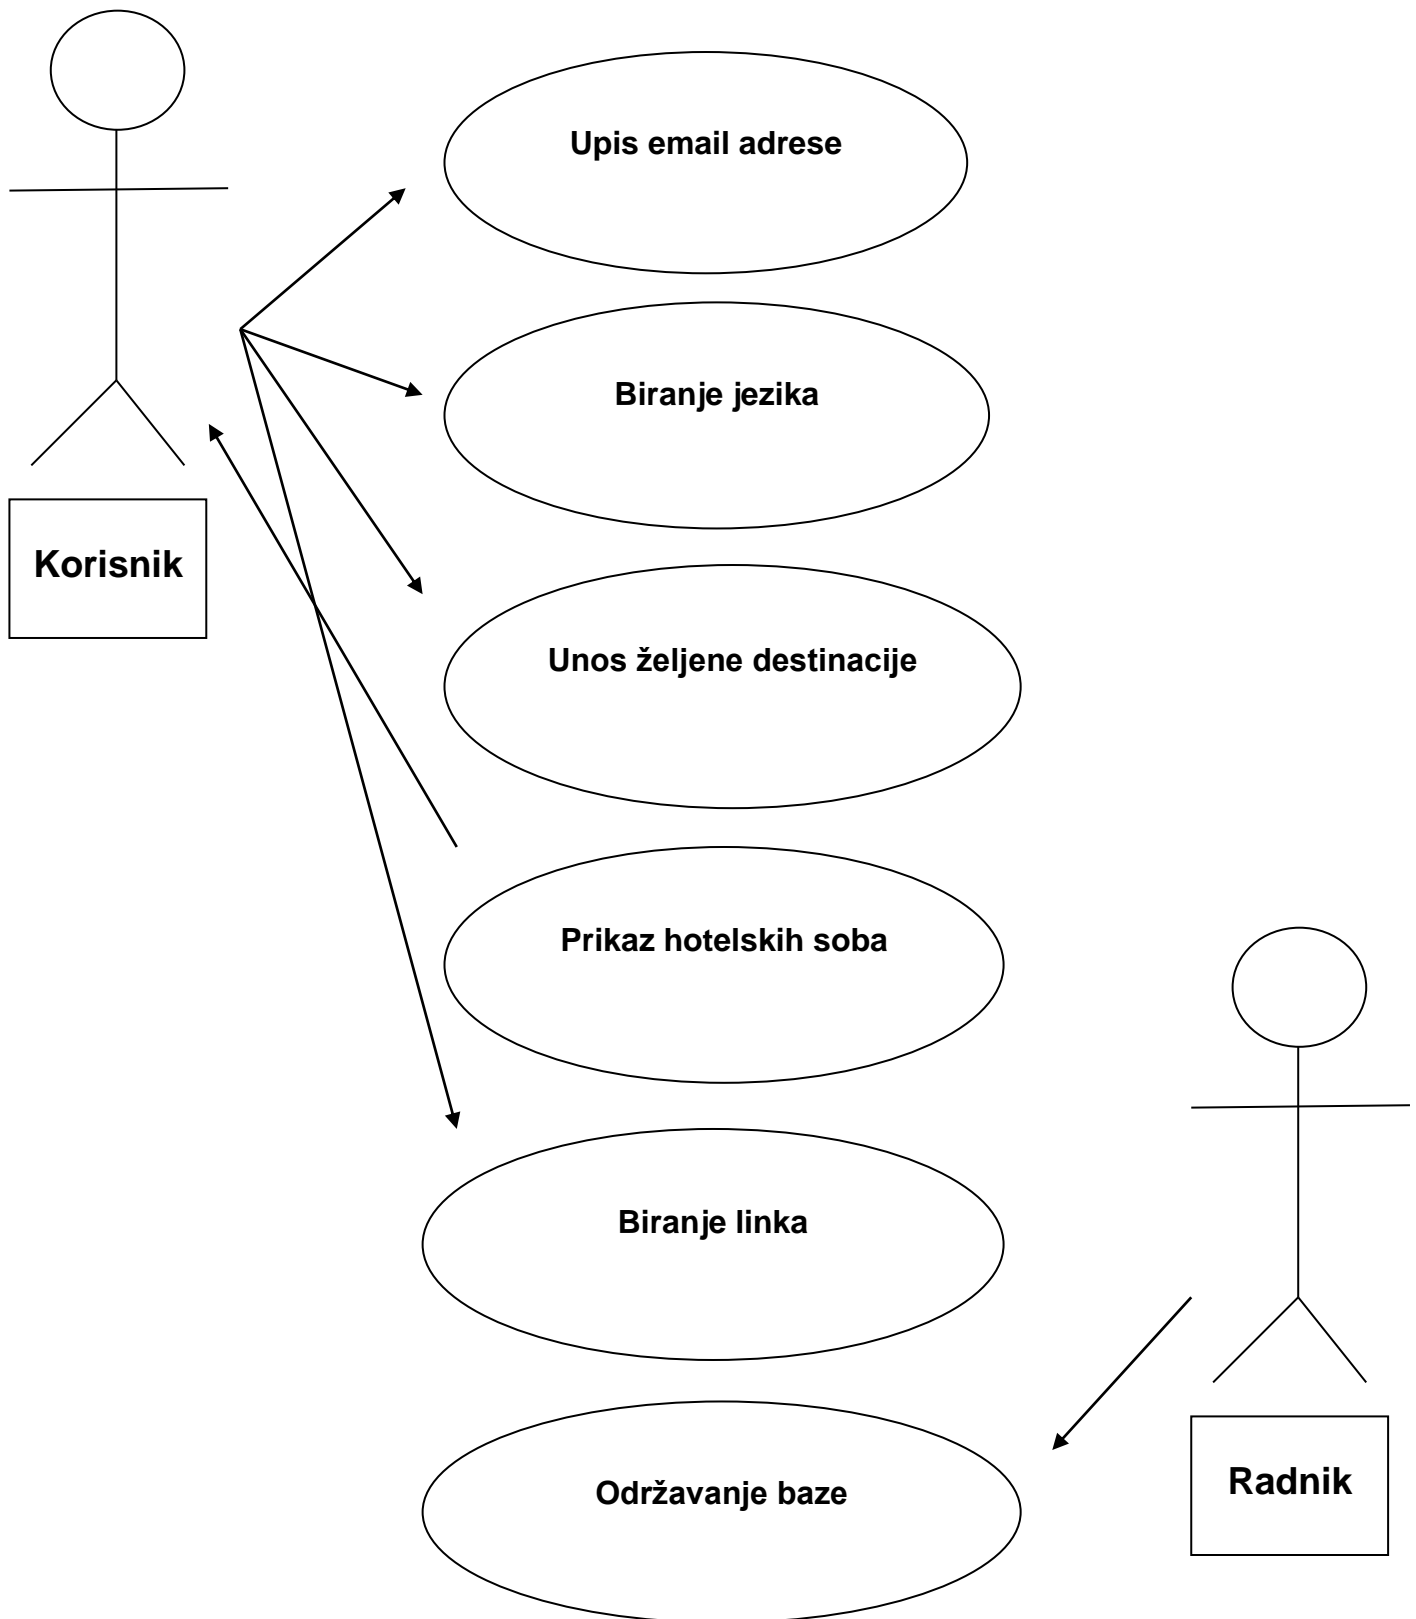 Upis email adrese
Biranje jezika
Korisnik
Unos željene destinacije
Prikaz hotelskih soba
Biranje linka
Radnik
Održavanje baze